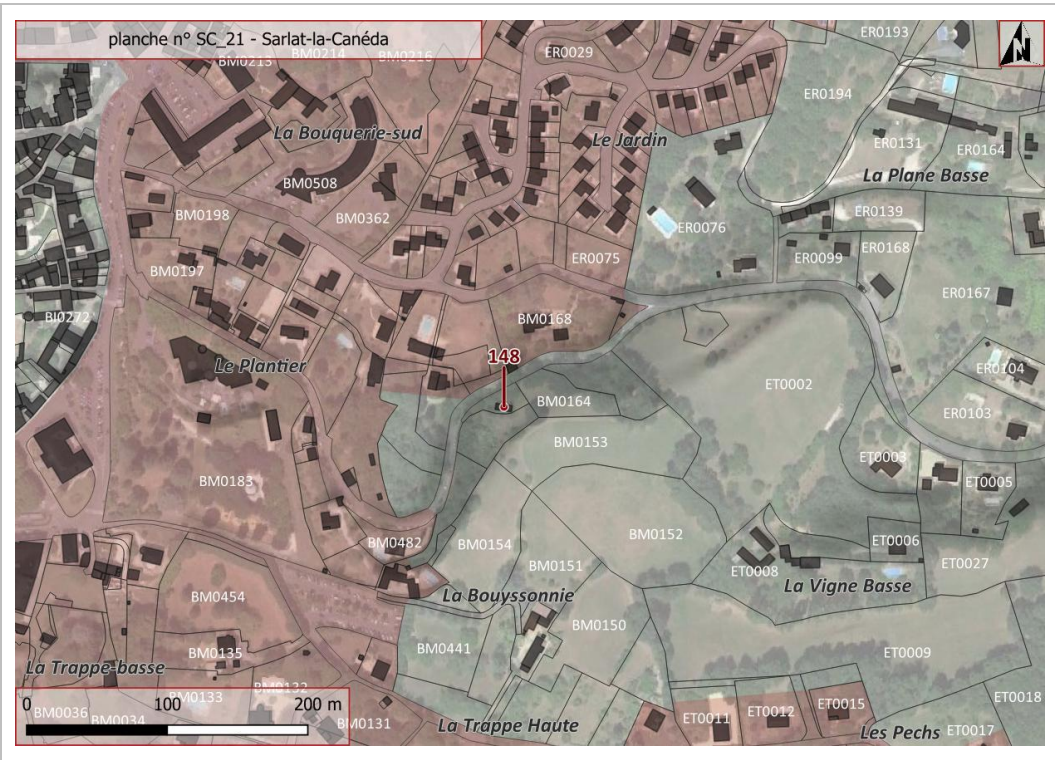 planche n° SC_21 - Sarlat-la-Canéda
N
BM0213
BM0214
BM0216
ER0029
ER0193
ER0194
La Bouquerie-sud
Le Jardin
ER0131
ER0164
La Plane Basse
BM0508
BM0198
BM0362
ER0139
ER0076
ER0168
ER0099
BM0197
ER0075
ER0167
BI0272
BM0168
148
Le Plantier
ER0104
ET0002
BM0164
ER0103
BM0153
ET0003
ET0005
BM0183
BM0482
BM0154
BM0152
ET0006
BM0151
ET0008
La Vigne Basse
ET0027
La Bouyssonnie
BM0454
BM0150
BM0441
BM0135
ET0009
La Trappe-basse
BM0133
BM0132
ET0018
0 100 200 m
BM0036
BM0034
BM0131
La Trappe Haute
ET0011
ET0012
ET0015
Les Pechs
ET0017